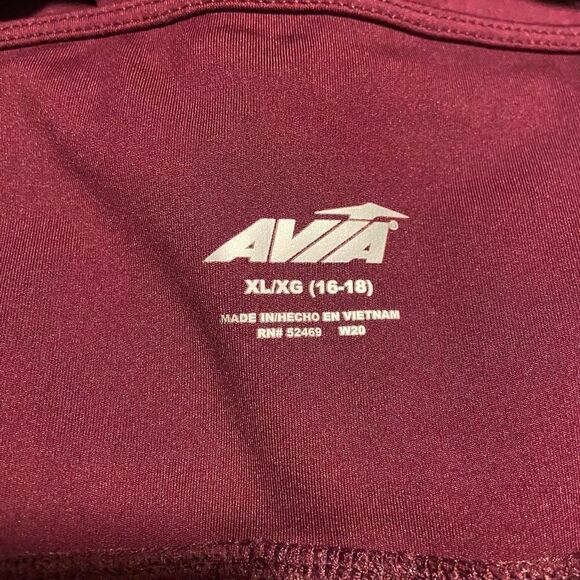 AVIA®
XL/XG (16-18)
MADE IN/HECHO EN VIETNAM
RN# 52469 W20